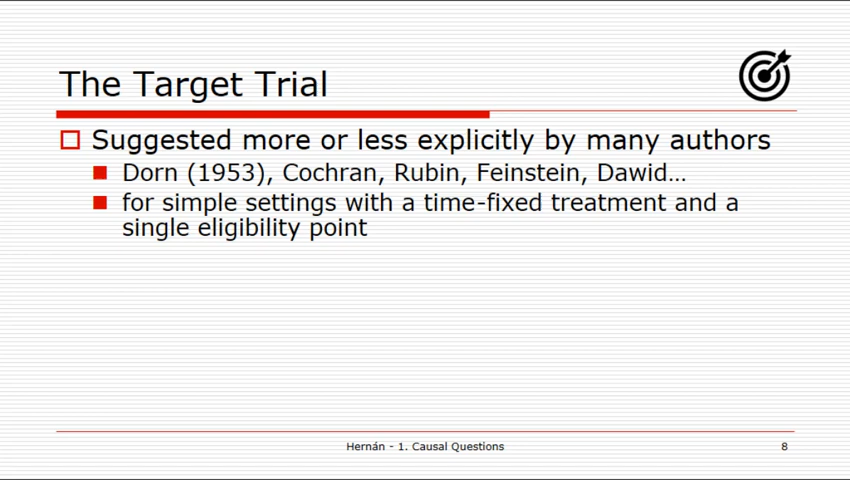 The Target Trial
Suggested more or less explicitly by many authors
Dorn (1953), Cochran, Rubin, Feinstein, Dawid...
for simple settings with a time-fixed treatment and a
single eligibility point
Hernán - 1. Causal Questions
8